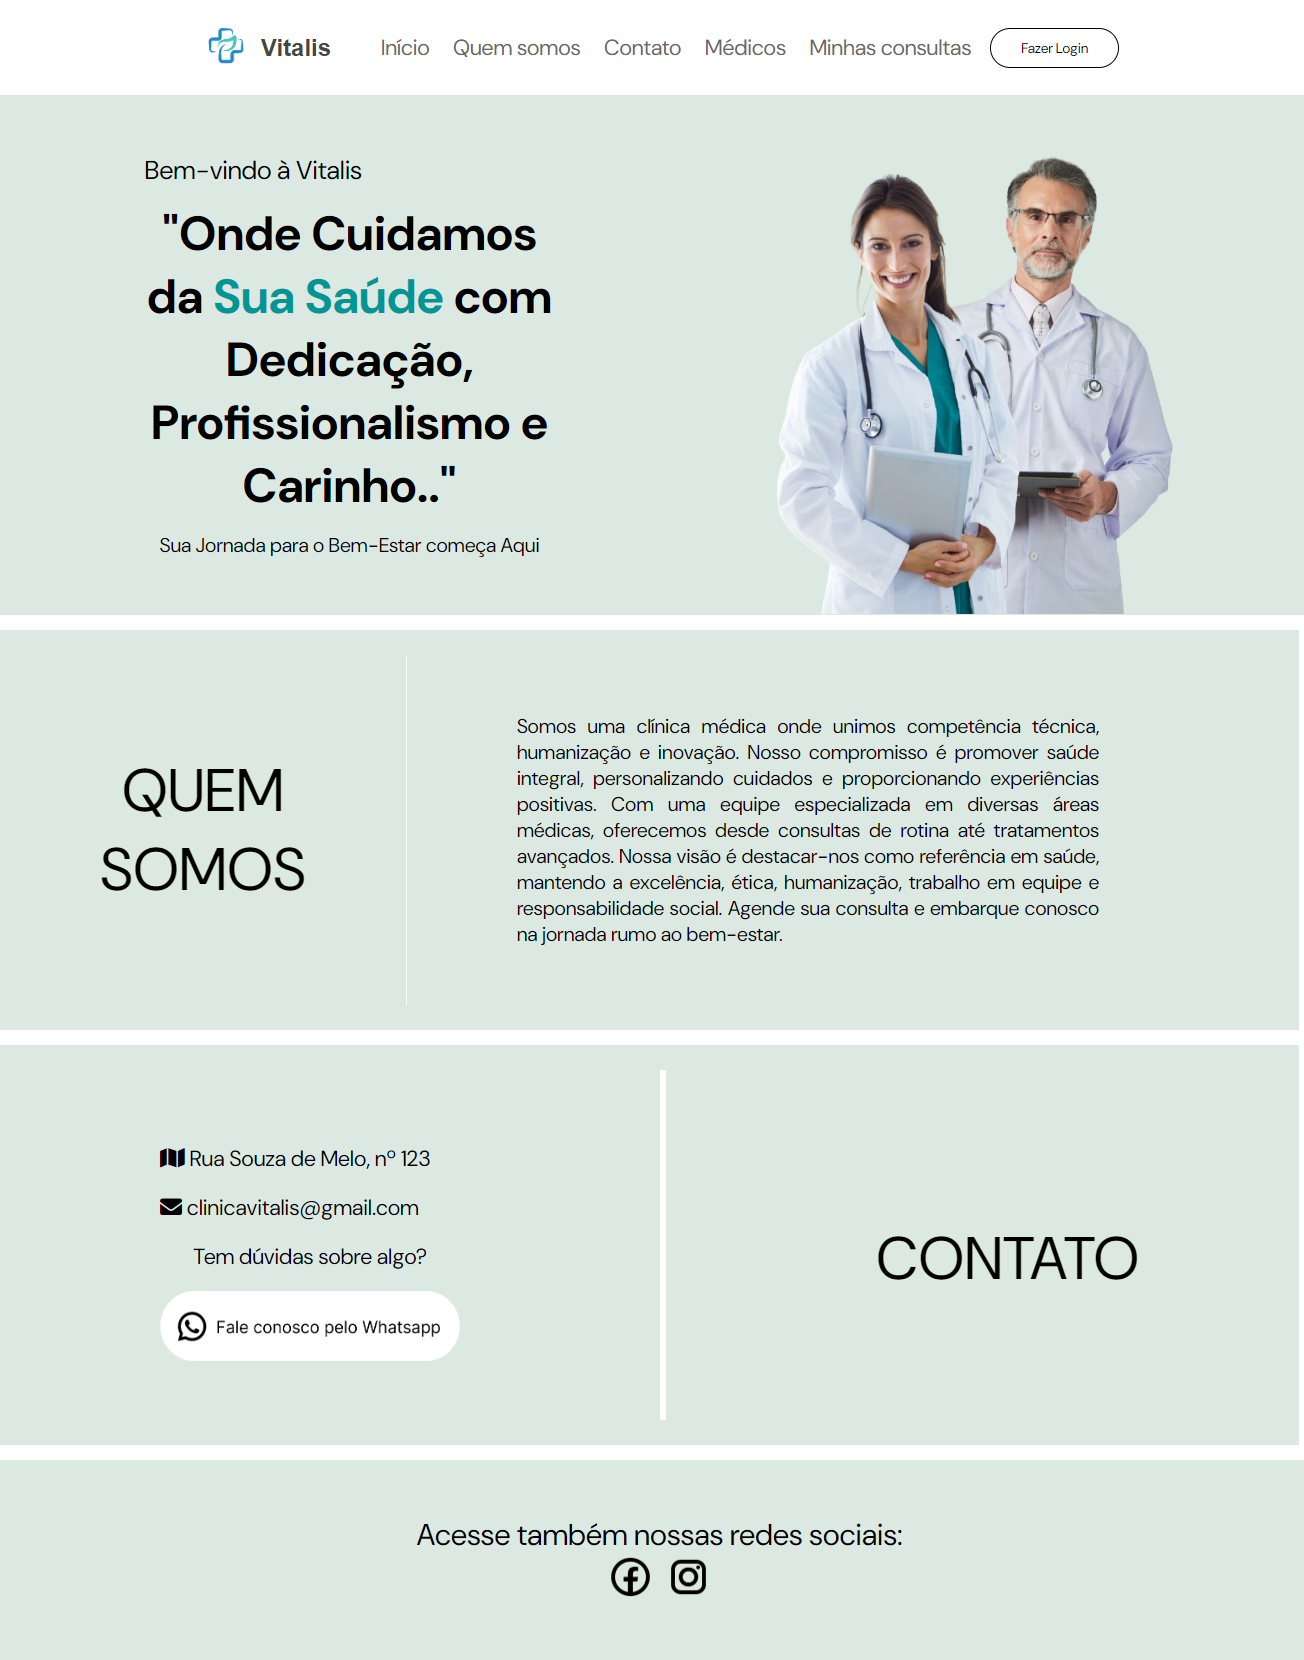 Vitalis
Início Quem somos Contato Médicos Minhas consultas Fazer Login
Bem-vindo à Vitalis
"Onde Cuidamos
da Sua Saúde com
Dedicação,
Profissionalismo e
Carinho.."
Sua Jornada para o Bem-Estar começa Aqui
QUEM
SOMOS
Somos uma clínica médica onde unimos competência técnica,
humanização e inovação. Nosso compromisso é promover saúde
integral, personalizando cuidados e proporcionando experiências
positivas. Com uma equipe especializada em diversas áreas
médicas, oferecemos desde consultas de rotina até tratamentos
avançados. Nossa visão é destacar-nos como referência em saúde,
mantendo a excelência, ética, humanização, trabalho em equipe e
responsabilidade social. Agende sua consulta e embarque conosco
na jornada rumo ao bem-estar.
Rua Souza de Melo, nº 123
clinicavitalis@gmail.com
Tem dúvidas sobre algo?
Fale conosco pelo Whatsapp
CONTATO
Acesse também nossas redes sociais: